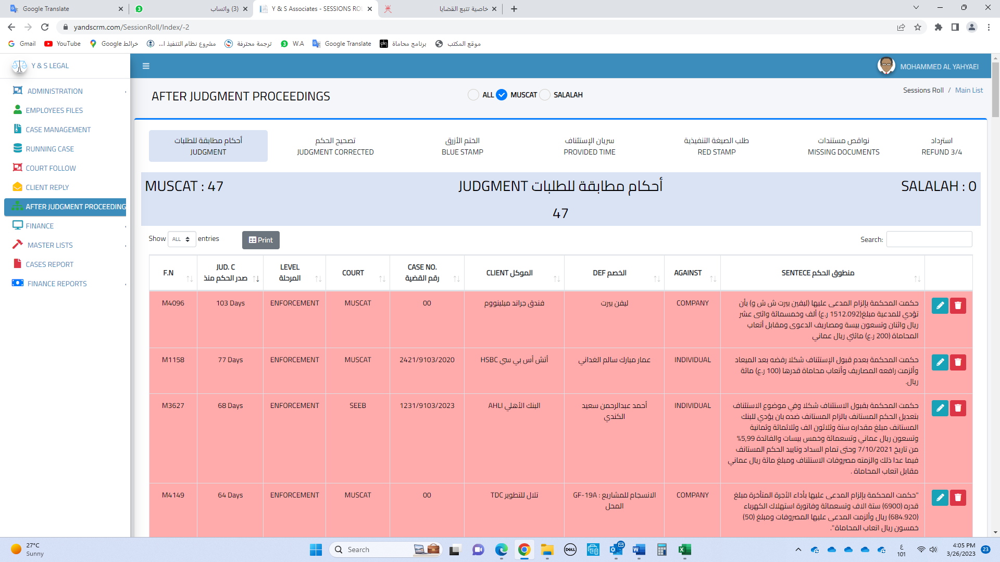 Google Translate
(3) واتساب
Y & S Associates - SESSIONS ROL
خاصية تتبع القضايا
yandscrm.com/SessionRoll/Index/-2
Gmail
YouTube
خرائط Google
مشروع نظام التنفيذ ا...
ترجمة محترفة
W.A
Google Translate
برنامج محاماة
موقع المكتب
Y & S LEGAL
MOHAMMED AL YAHYAEI
ADMINISTRATION
EMPLOYEES FILES
CASE MANAGEMENT
RUNNING CASE
COURT FOLLOW
CLIENT REPLY
AFTER JUDGMENT PROCEEDING
FINANCE
MASTER LISTS
CASES REPORT
FINANCE REPORTS
AFTER JUDGMENT PROCEEDINGS
ALL MUSCAT SALALAH
Sessions Roll / Main List
أحكام مطابقة للطلبات
JUDGMENT
تصحيح الحكم
JUDGMENT CORRECTED
الختم الأزرق
BLUE STAMP
سريان الإستئناف
PROVIDED TIME
طلب الصيغة التنفيذية
RED STAMP
نواقص مستندات
MISSING DOCUMENTS
استرداد
REFUND 3/4
MUSCAT : 47
أحكام مطابقة للطلبات JUDGMENT
47
SALALAH : 0
Show ALL entries
Print
Search:
F.N
JUD. C
صدر الحكم منذ
LEVEL
المرحلة
COURT
CASE NO.
رقم القضية
CLIENT الموكل
DEF الخصم
AGAINST
SENTECE منطوق الحكم
M4096
103 Days
ENFORCEMENT
MUSCAT
00
فندق جراند ميلينووم
ليفن بيرت
COMPANY
حكمت المحكمة بإلزام المدعى عليها (ليفين بيرت ش ش و) بأن
تؤدي للمدعية مبلغ(1512.092 ر.ع) ألف وخمسمائة واثنى عشر
ريال واثنان وتسعون بيسة ومصاريف الدعوى ومقابل أتعاب
المحاماة (200 ر.ع) مائتي ريال عماني
M1158
77 Days
ENFORCEMENT
MUSCAT
2421/9103/2020
أتش أس بي سي HSBC
عمار مبارك سالم الغداني
INDIVIDUAL
حكمت المحكمة بعدم قبول الإستئناف شكلا رفضه بعد الميعاد
وألزمت رافعه المصاريف وأتعاب محاماة قدرها (100 ر.ع) مائة
ريال.
M3627
68 Days
ENFORCEMENT
SEEB
1231/9103/2023
البنك الأهلي AHLI
أحمد عبدالرحمن سعيد
الكندي
INDIVIDUAL
حكمت المحكمة بقبول الاستئناف شكلا وفي موضوع الاستئناف
بتعديل الحكم المستانف بالزام المستانف ضده بان يؤدي للبنك
المستانف مبلغ مقداره ستة وثلاثون الف وثلاثمائة وثمانية
وتسعون ريال عماني وتسعمائة وخمس بيسات والفائدة 5,99%
من تاريخ 7/10/2021 وحتى تمام السداد وتاييد الحكم المستانف
فيما عدا ذلك والزمته مصروفات الاستئناف ومبلغ مائة ريال عماني
مقابل اتعاب المحاماة .
M4149
64 Days
ENFORCEMENT
MUSCAT
00
تلال للتطوير TDC
الانسجام للمشاريع : GF-19A
المحل
COMPANY
"حكمت المحكمة بإلزام المدعى عليها بأداء الأجرة المتأخرة مبلغ
قدره (6900) ستة الاف وتسعمائة وفاتورة استهلاك الكهرباء
(684.920) ريال وألزمت المدعى عليها المصروفات ومبلغ (50)
خمسون ريال اتعاب المحاماة".
27°C
Sunny
Search
ع
101
4:05 PM
3/26/2023
23